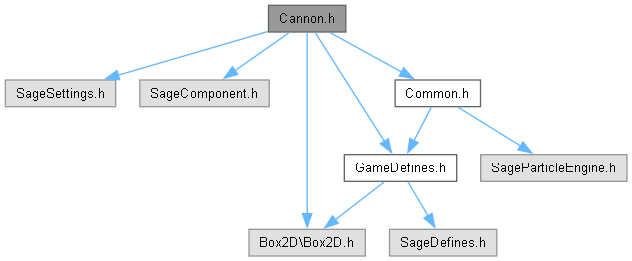 Cannon.h
SageSettings.h
SageComponent.h
Common.h
GameDefines.h
SageParticleEngine.h
Box2D\Box2D.h
SageDefines.h